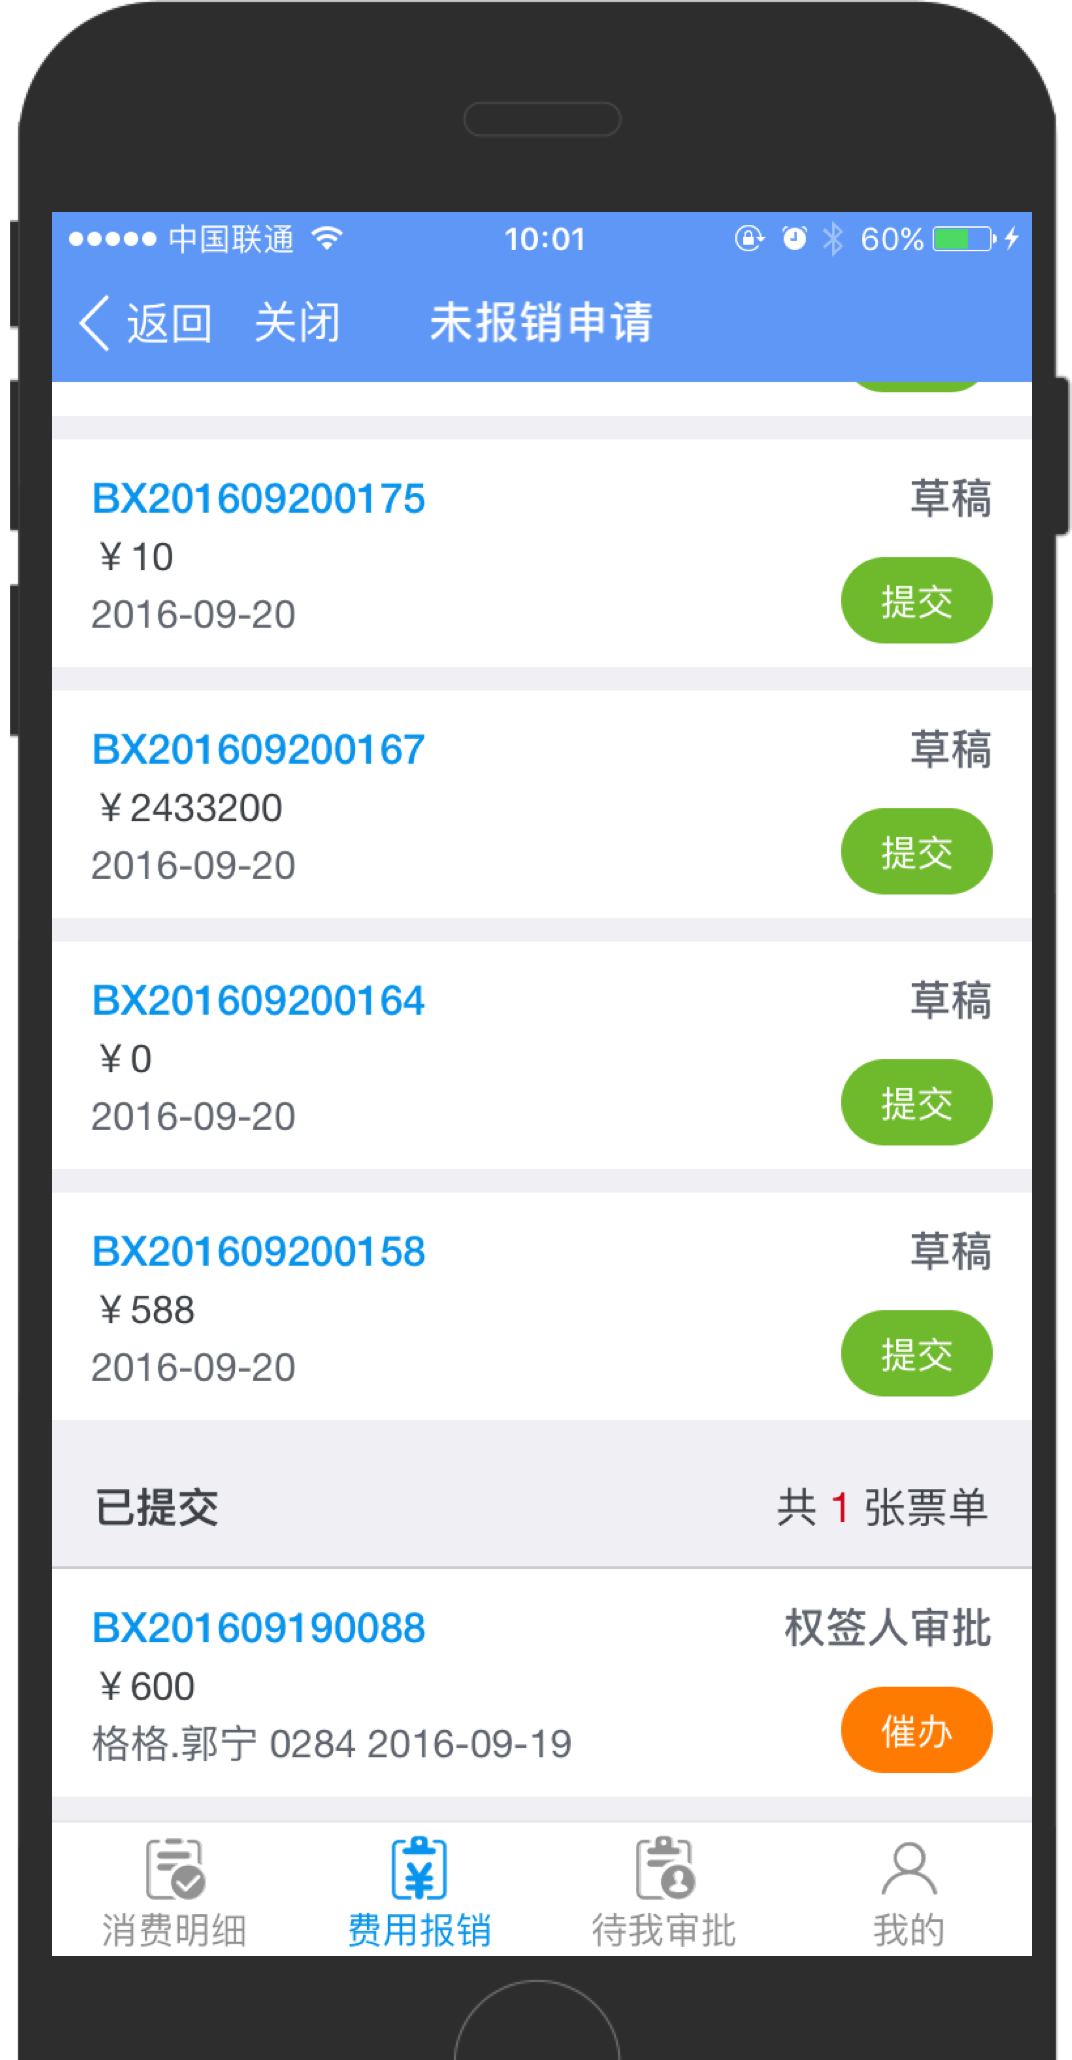 中国联通 10:01 60%
返回 关闭 未报销申请
BX201609200175 草稿
￥10
提交
2016-09-20
BX201609200167 草稿
￥2433200
提交
2016-09-20
BX201609200164 草稿
￥0
提交
2016-09-20
BX201609200158 草稿
￥588
提交
2016-09-20
已提交 共 1 张票单
BX201609190088 权签人审批
￥600
催办
格格.郭宁 0284 2016-09-19
消费明细 费用报销 待我审批 我的